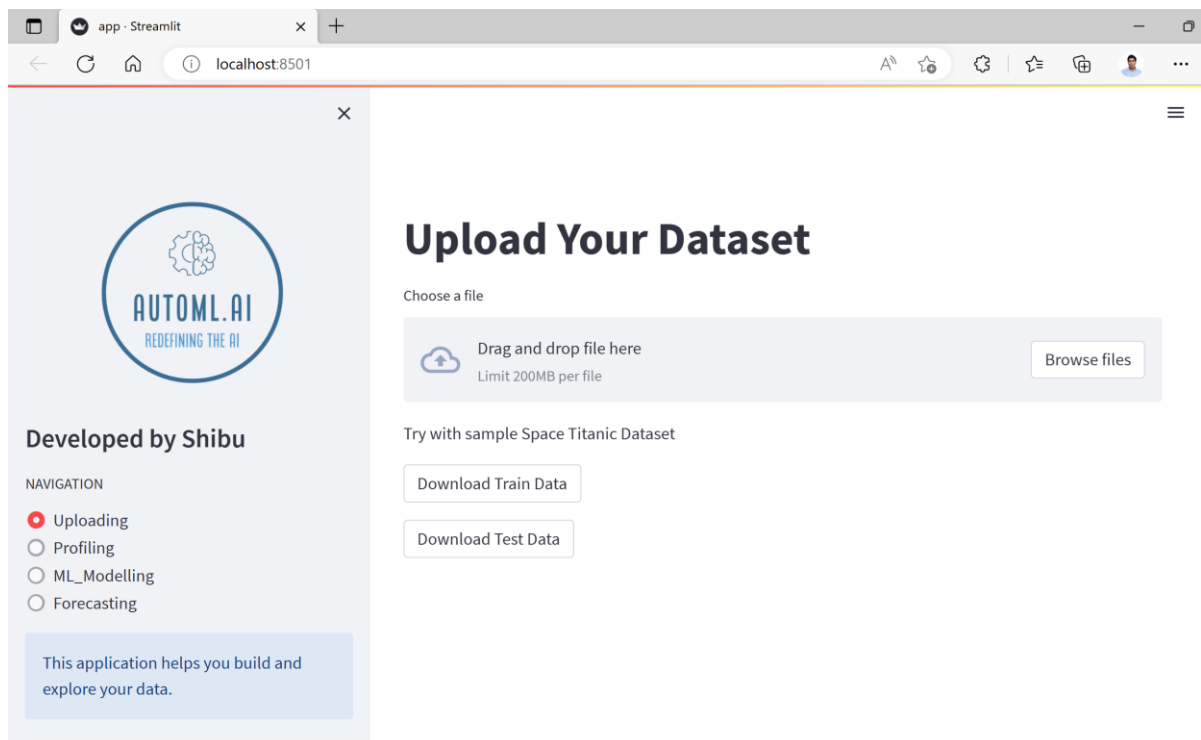 app · Streamlit
localhost:8501
AUTOML.AI
REDEFINING THE AI
Developed by Shibu
NAVIGATION
Uploading
Profiling
ML_Modelling
Forecasting
This application helps you build and
explore your data.
Upload Your Dataset
Choose a file
Drag and drop file here
Limit 200MB per file
Browse files
Try with sample Space Titanic Dataset
Download Train Data
Download Test Data